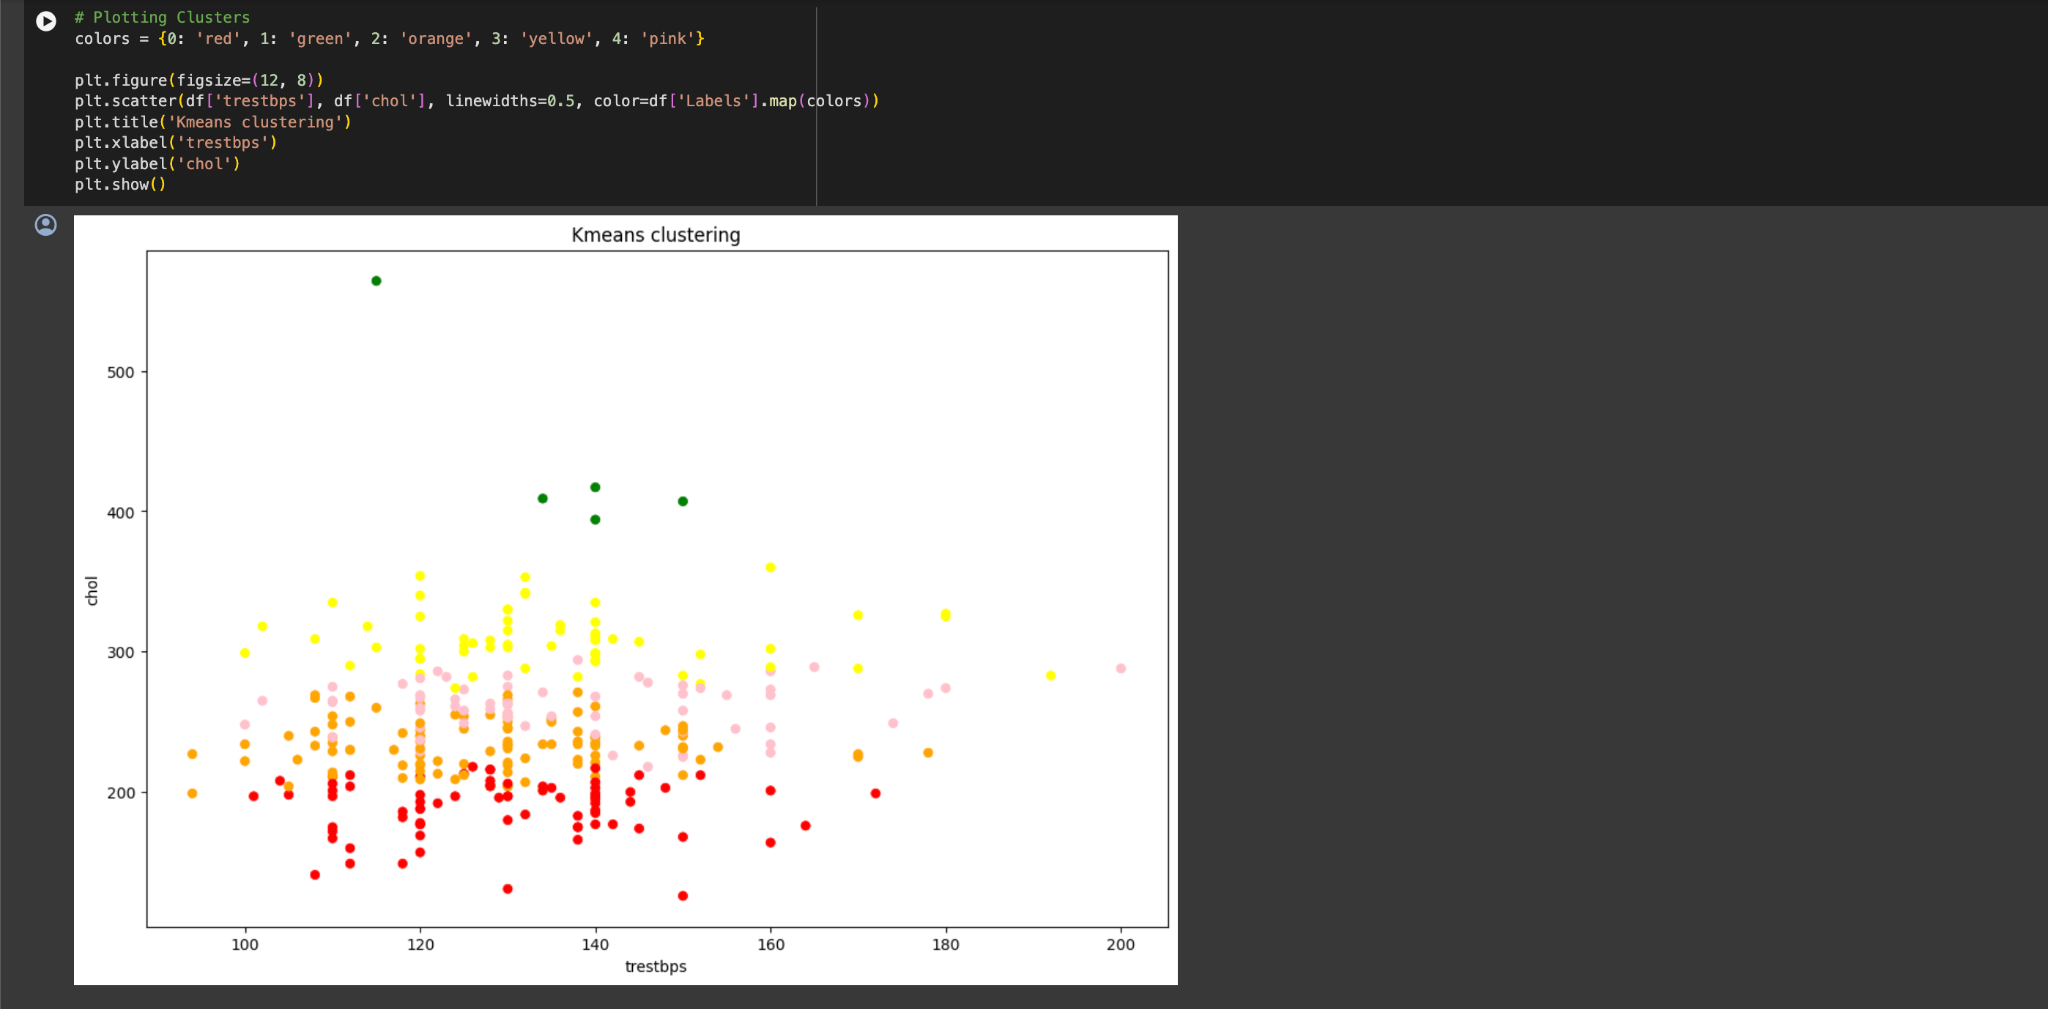 # Plotting Clusters
colors = {0: 'red', 1: 'green', 2: 'orange', 3: 'yellow', 4: 'pink'}
plt.figure(figsize=(12, 8))
plt.scatter(df['trestbps'], df['chol'], linewidths=0.5, color=df['Labels'].map(colors))
plt.title('Kmeans clustering')
plt.xlabel('trestbps')
plt.ylabel('chol')
plt.show()
Kmeans clustering
500
400
chol
300
200
100 120 140 160 180 200
trestbps